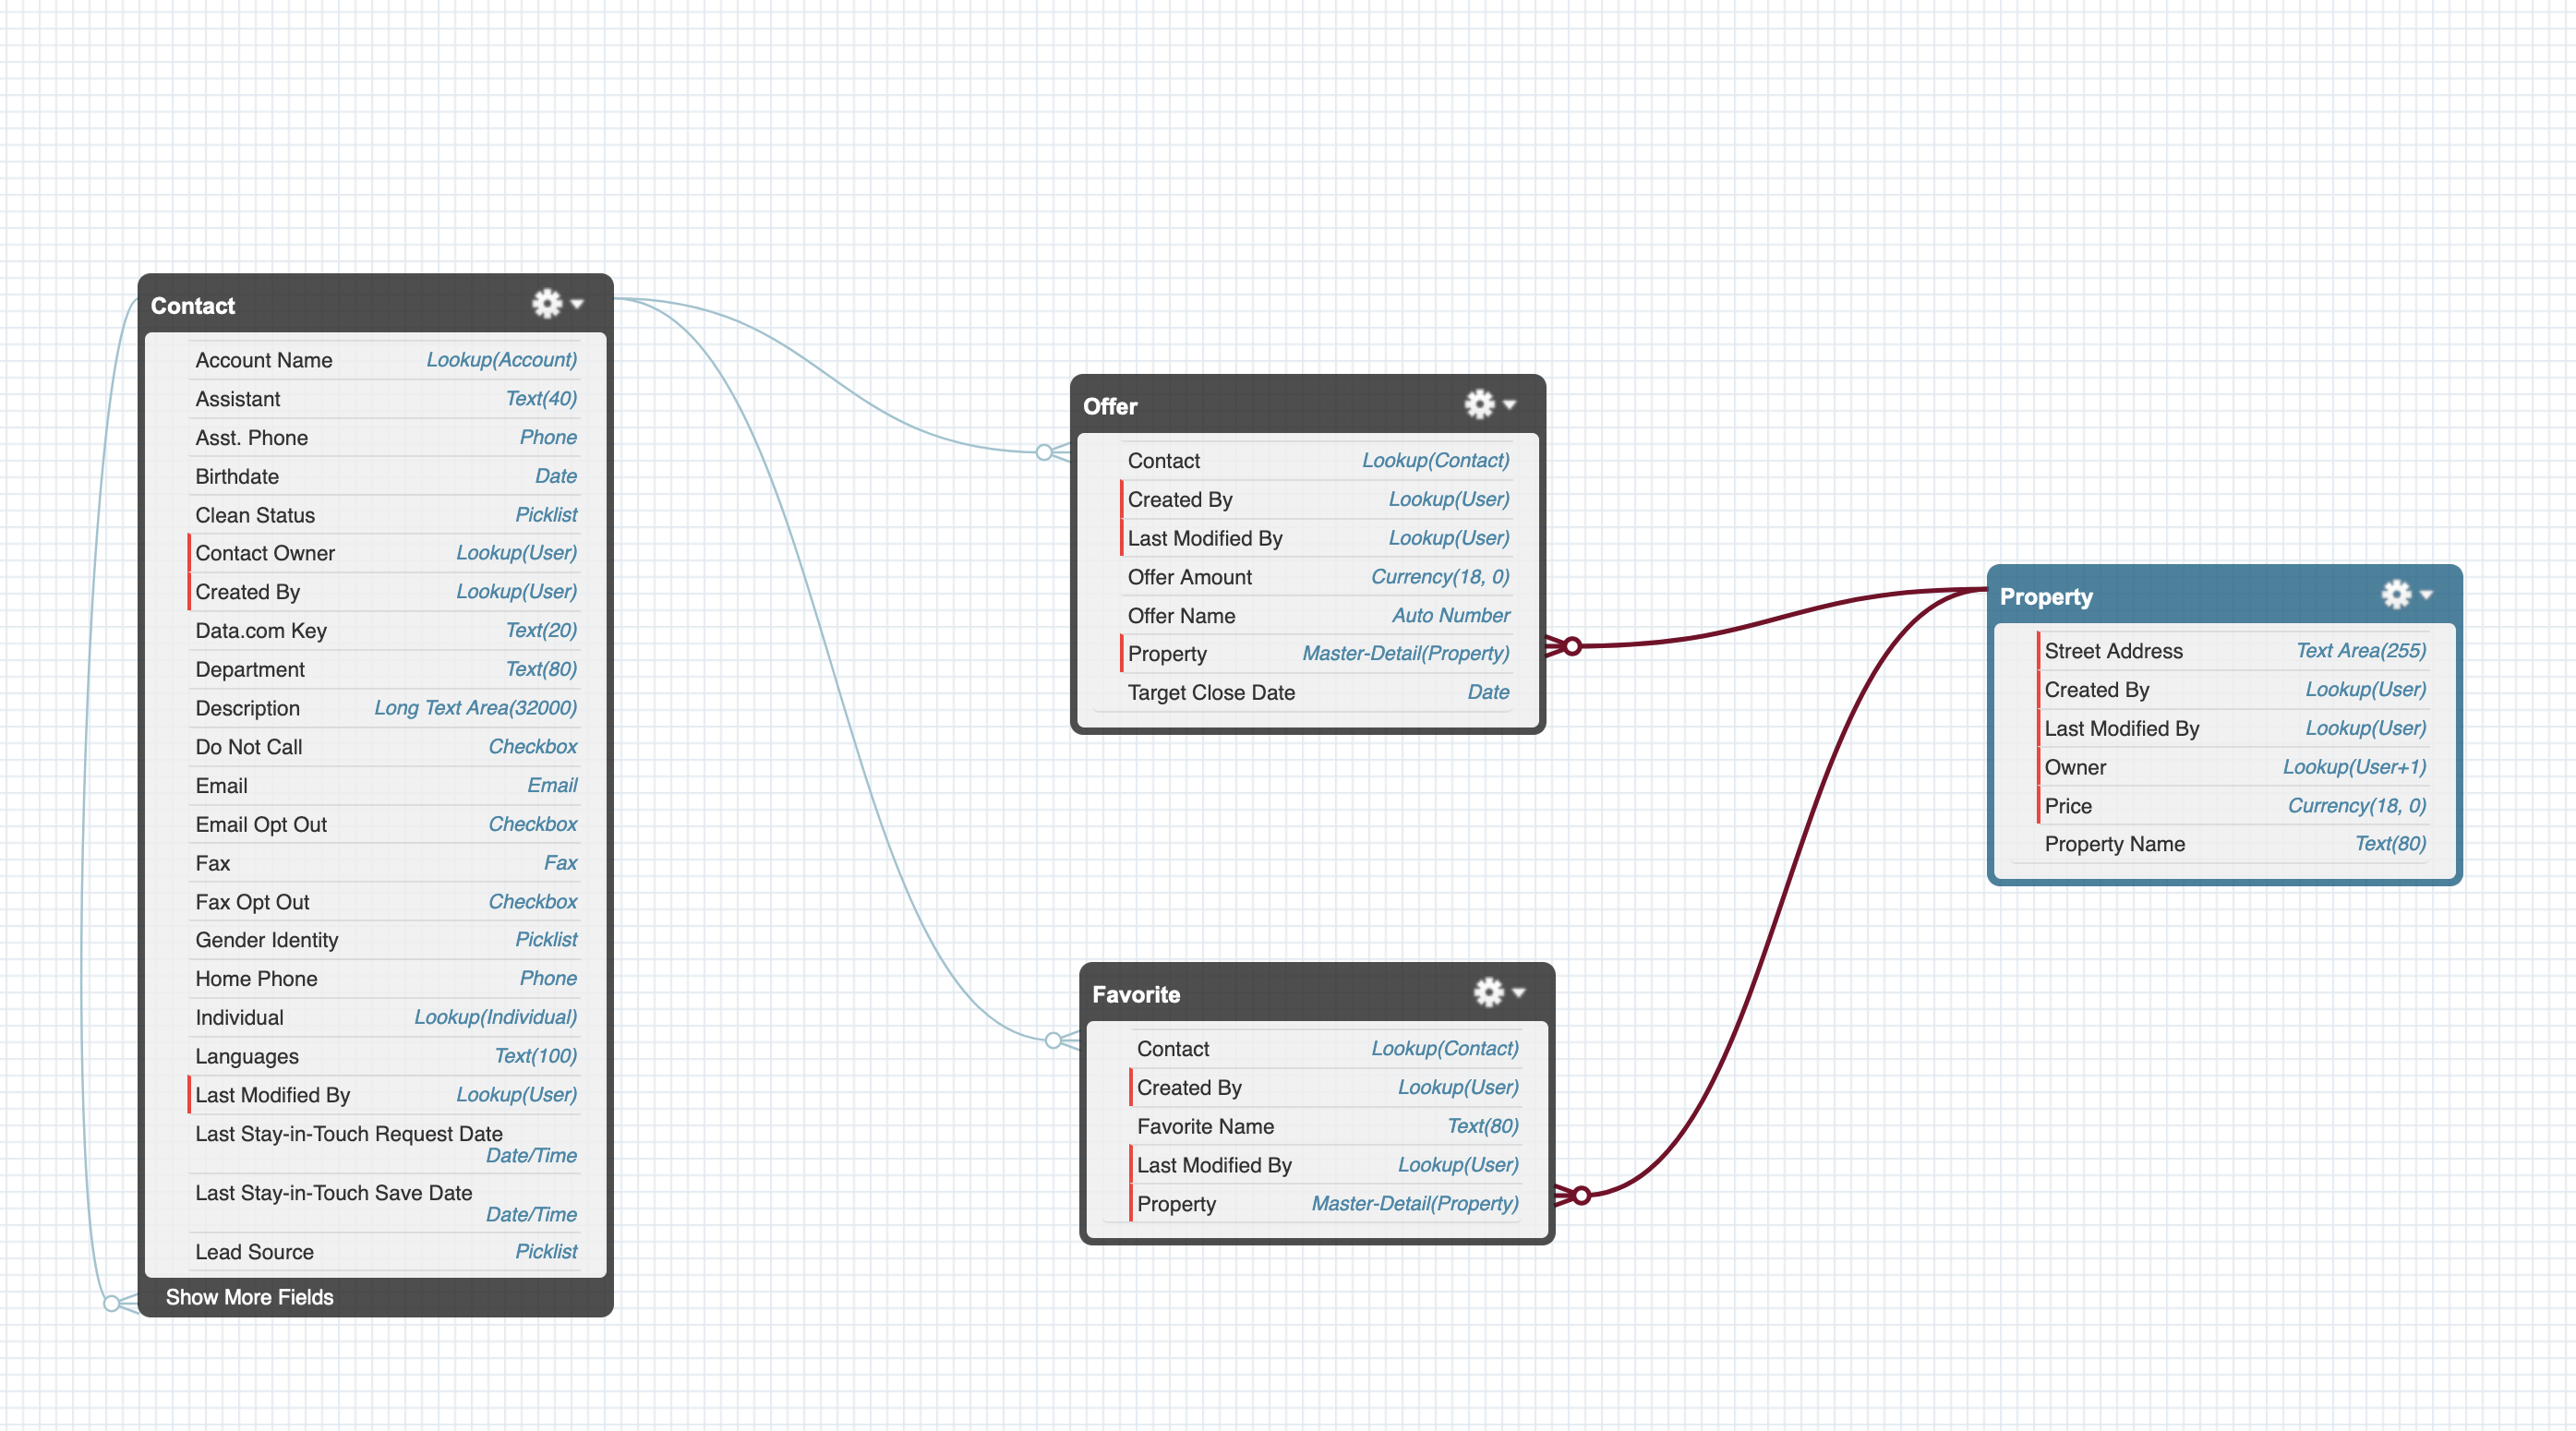 Contact
Account Name Lookup(Account)
Assistant Text(40)
Asst. Phone Phone
Birthdate Date
Clean Status Picklist
Contact Owner Lookup(User)
Created By Lookup(User)
Data.com Key Text(20)
Department Text(80)
Description Long Text Area(32000)
Do Not Call Checkbox
Email Email
Email Opt Out Checkbox
Fax Fax
Fax Opt Out Checkbox
Gender Identity Picklist
Home Phone Phone
Individual Lookup(Individual)
Languages Text(100)
Last Modified By Lookup(User)
Last Stay-in-Touch Request Date
Date/Time
Last Stay-in-Touch Save Date
Date/Time
Lead Source Picklist
Show More Fields
Offer
Contact Lookup(Contact)
Created By Lookup(User)
Last Modified By Lookup(User)
Offer Amount Currency(18, 0)
Offer Name Auto Number
Property Master-Detail(Property)
Target Close Date Date
Favorite
Contact Lookup(Contact)
Created By Lookup(User)
Favorite Name Text(80)
Last Modified By Lookup(User)
Property Master-Detail(Property)
Property
Street Address Text Area(255)
Created By Lookup(User)
Last Modified By Lookup(User)
Owner Lookup(User+1)
Price Currency(18, 0)
Property Name Text(80)